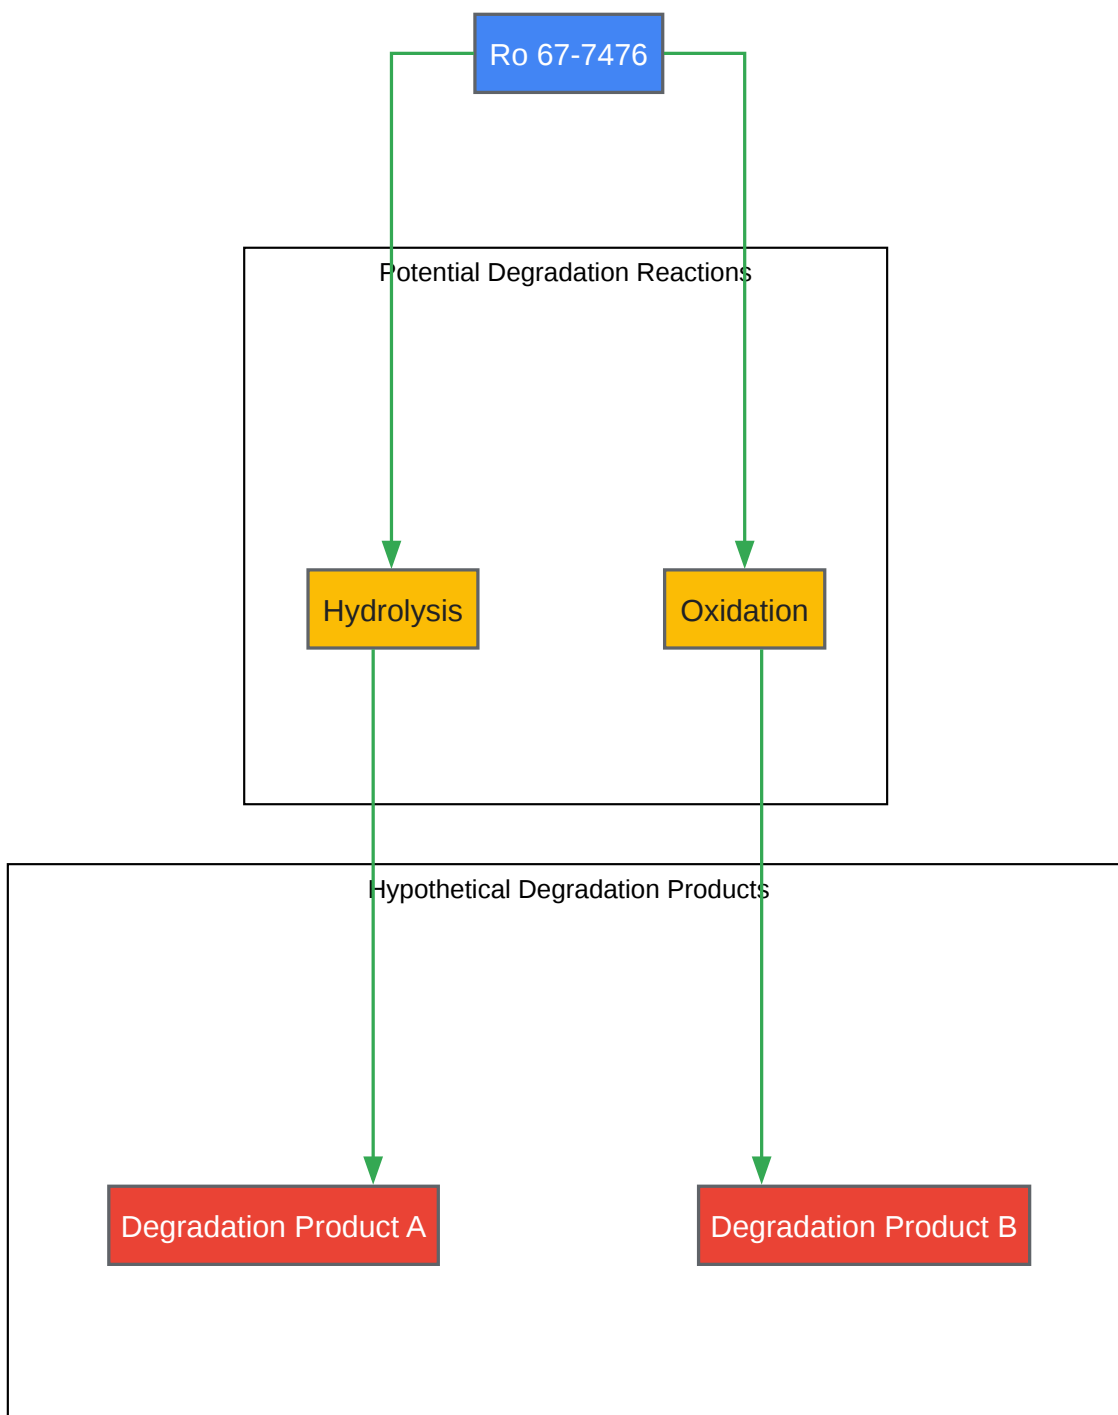 Ro 67-7476
Potential Degradation Reactions
Hydrolysis
Oxidation
Hypothetical Degradation Products
Degradation Product A
Degradation Product B